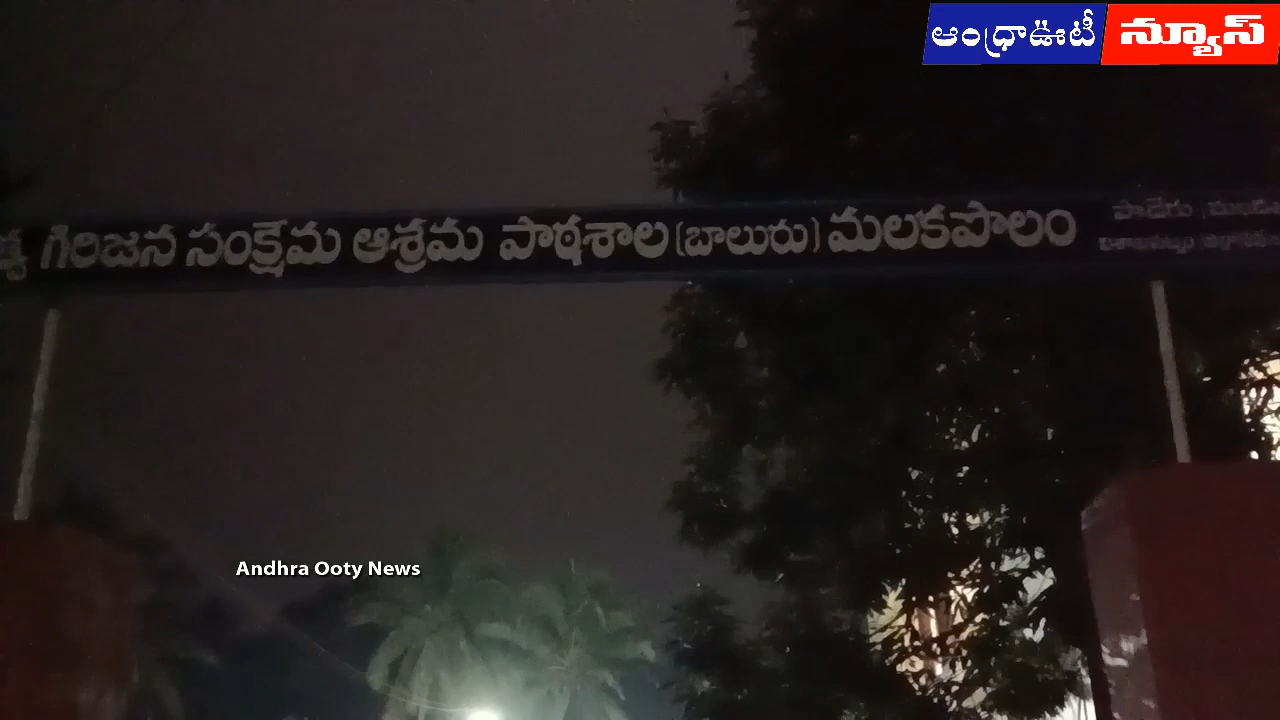 ఆంధ్రాఊటీ న్యూస్
గిరిజన సంక్షేమ ఆశ్రమ పాఠశాల (బాలురు) మలకపొలం
పాడేరు
Andhra Ooty News